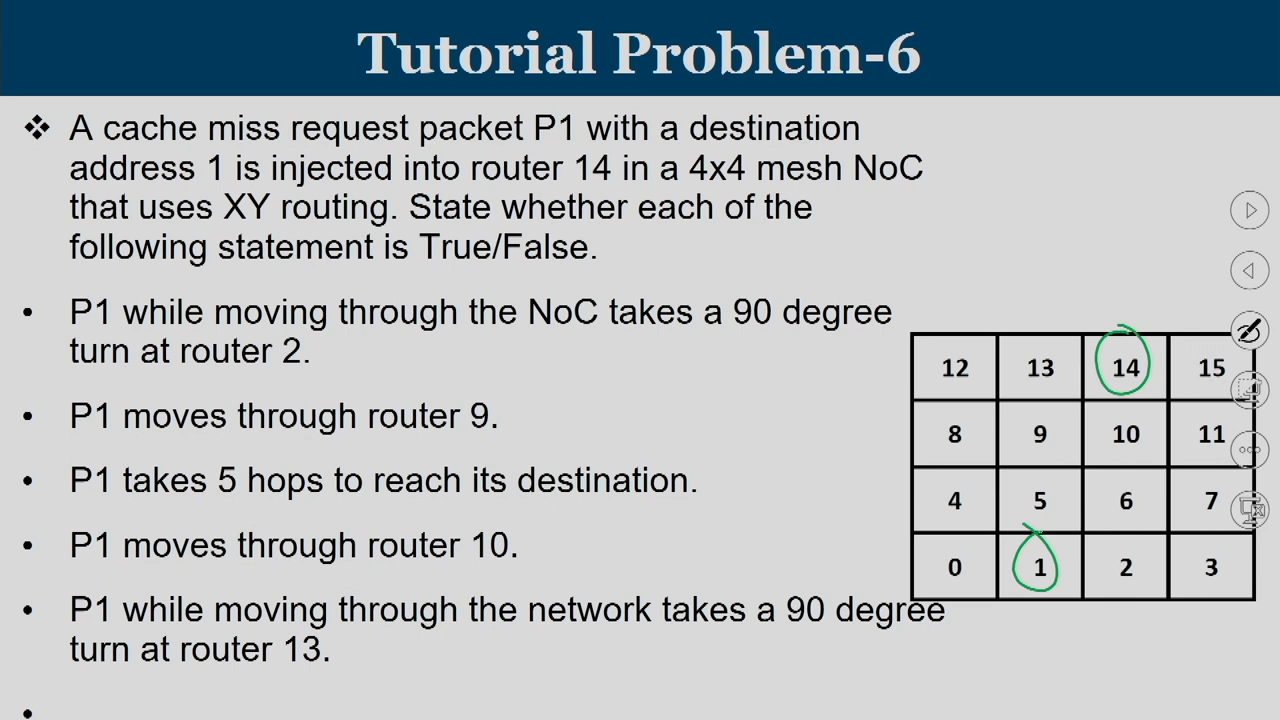 Tutorial Problem-6
❖ A cache miss request packet P1 with a destination
address 1 is injected into router 14 in a 4x4 mesh NoC
that uses XY routing. State whether each of the
following statement is True/False.
• P1 while moving through the NoC takes a 90 degree
turn at router 2.
• P1 moves through router 9.
• P1 takes 5 hops to reach its destination.
• P1 moves through router 10.
• P1 while moving through the network takes a 90 degree
turn at router 13.
•
12 13 14 15
8 9 10 11
4 5 6 7
0 1 2 3